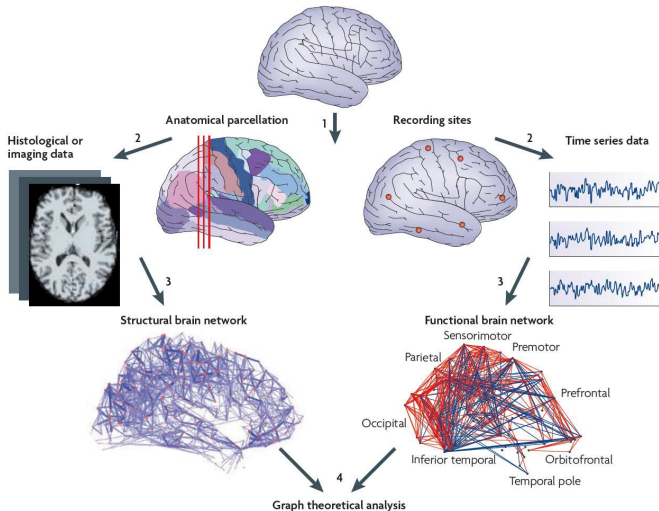 1
Anatomical parcellation
Recording sites
Histological or
imaging data
2
2
Time series data
3
3
Structural brain network
Functional brain network
Sensorimotor
Premotor
Parietal
Prefrontal
Occipital
Inferior temporal
Orbitofrontal
Temporal pole
4
Graph theoretical analysis